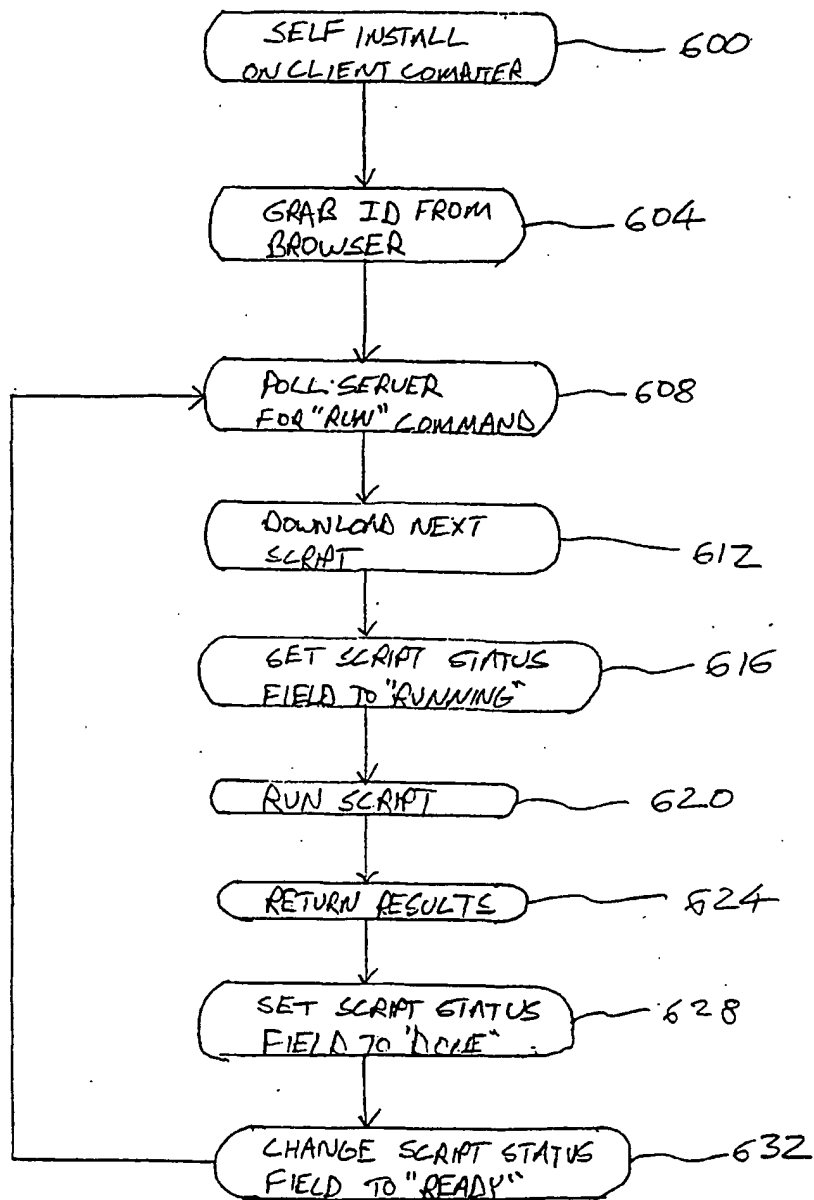 SELF INSTALL
ON CLIENT COMPUTER
600
GRAB ID FROM
BROWSER
604
POLL SERVER
FOR "RUN" COMMAND
608
DOWNLOAD NEXT
SCRIPT
612
SET SCRIPT STATUS
FIELD TO "RUNNING"
616
RUN SCRIPT
620
RETURN RESULTS
624
SET SCRIPT STATUS
FIELD TO "DONE"
628
CHANGE SCRIPT STATUS
FIELD TO "READY"
632